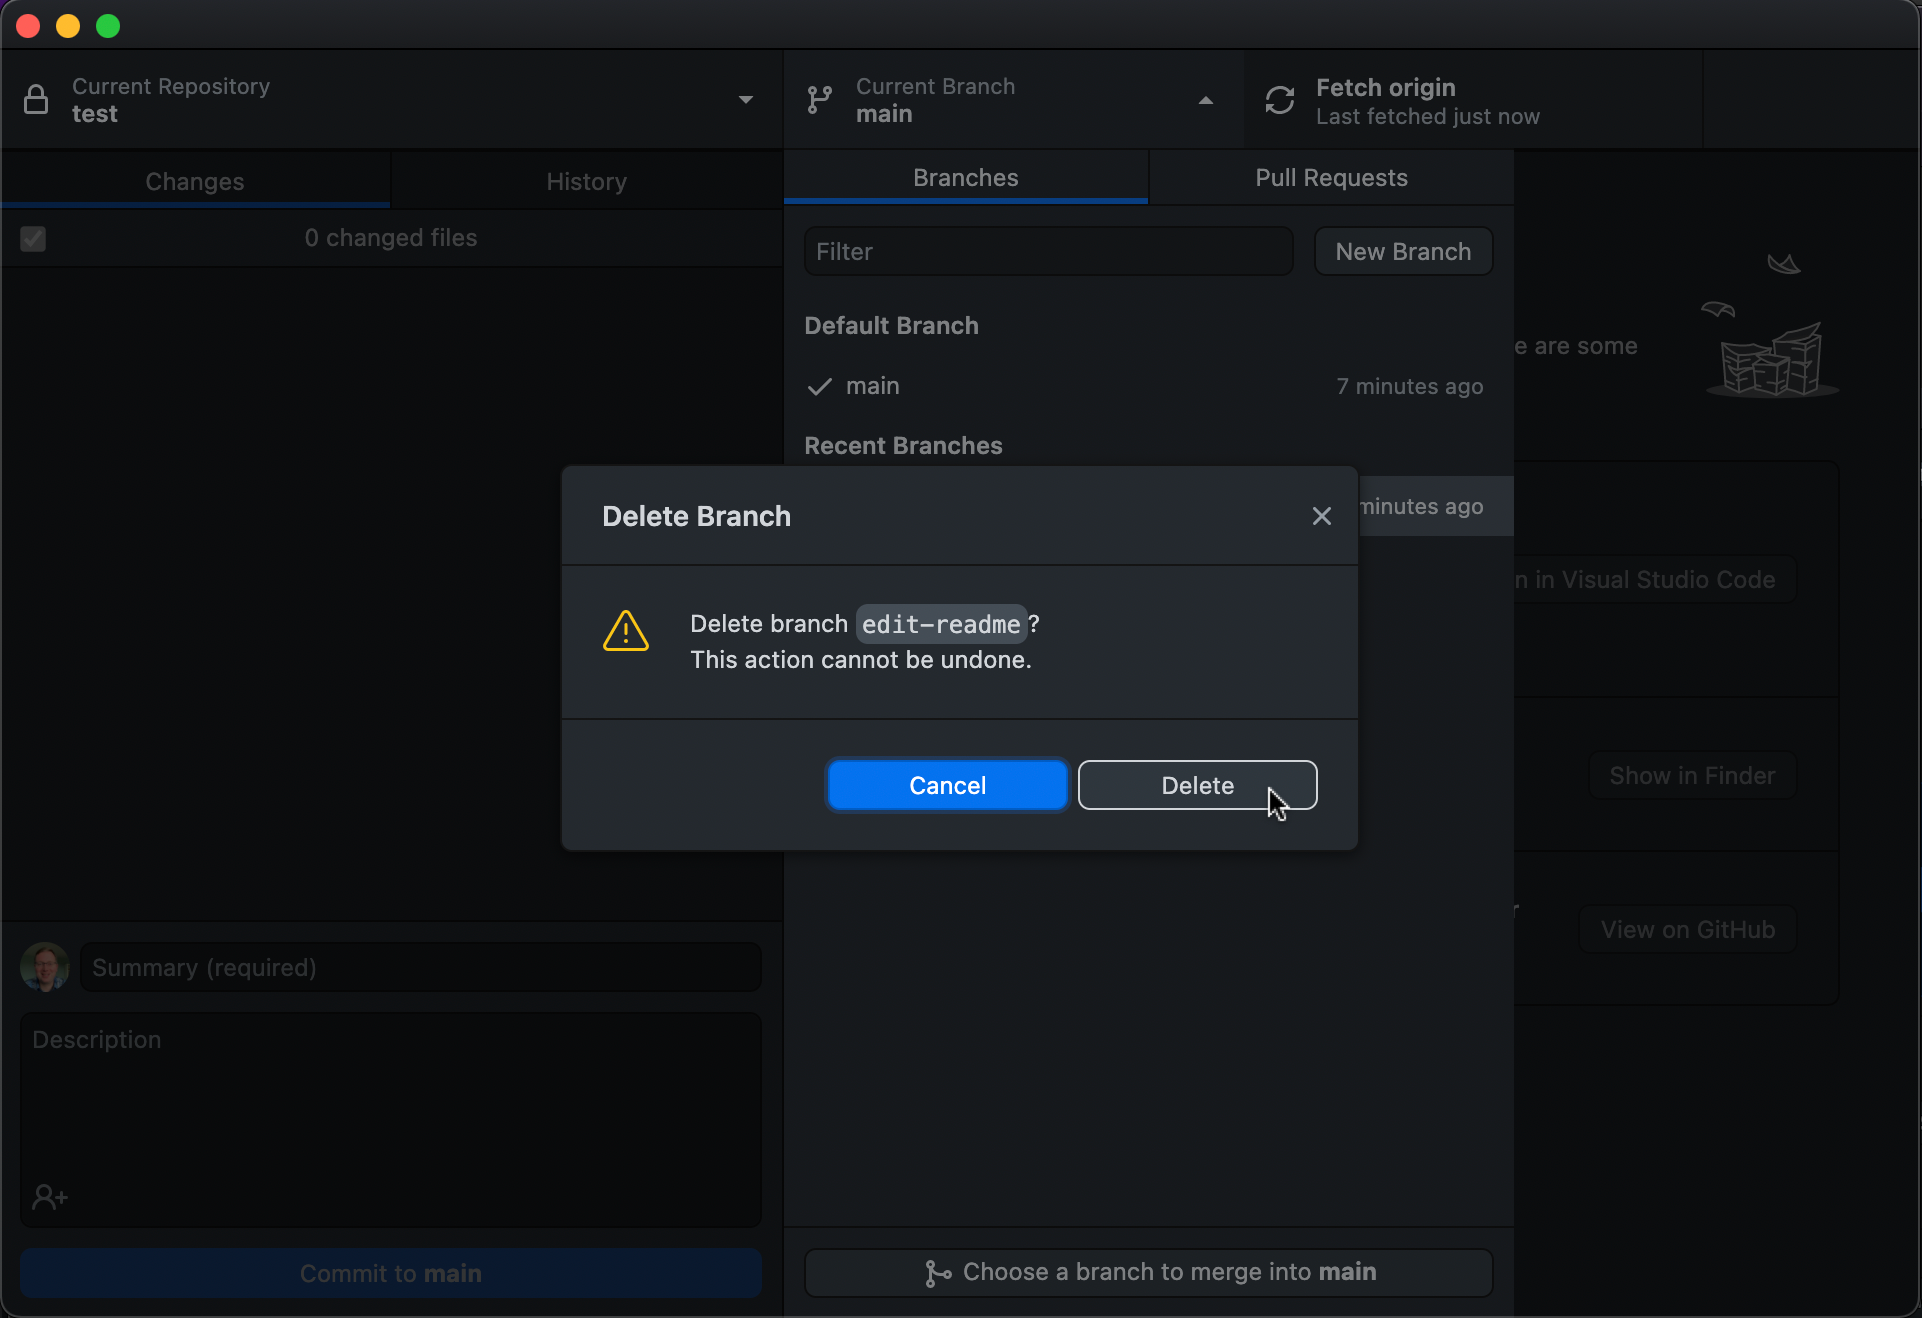 Current Repository
test
Current Branch
main
Fetch origin
Last fetched just now
Changes
History
Branches
Pull Requests
0 changed files
Filter
New Branch
Default Branch
main
7 minutes ago
Recent Branches
minutes ago
e are some
Delete Branch
Delete branch edit-readme?
This action cannot be undone.
Cancel
Delete
n in Visual Studio Code
Show in Finder
r
View on GitHub
Summary (required)
Description
Commit to main
Choose a branch to merge into main